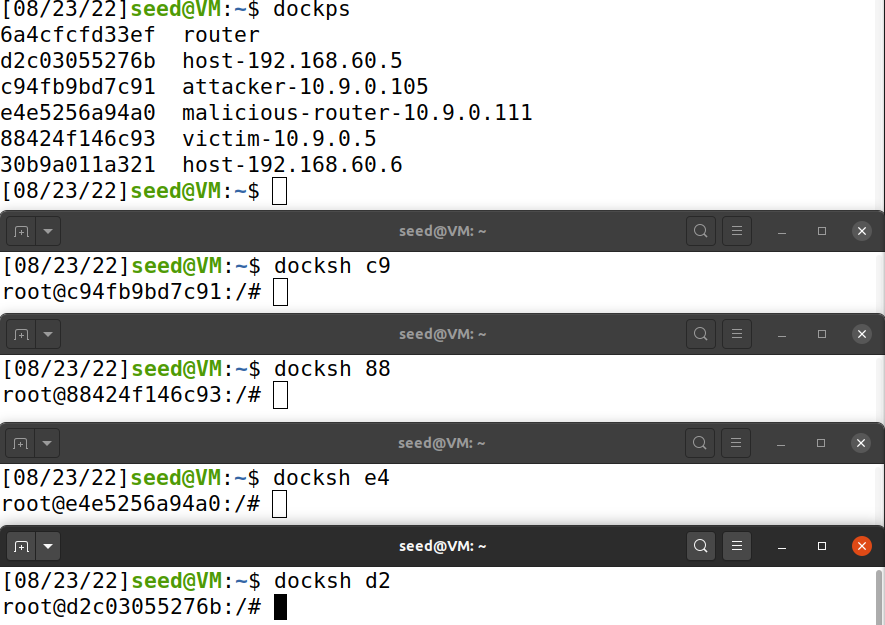 [08/23/22]seed@VM:~$ dockps
6a4cfcfd33ef  router
d2c03055276b  host-192.168.60.5
c94fb9bd7c91  attacker-10.9.0.105
e4e5256a94a0  malicious-router-10.9.0.111
88424f146c93  victim-10.9.0.5
30b9a011a321  host-192.168.60.6
[08/23/22]seed@VM:~$
seed@VM: ~
[08/23/22]seed@VM:~$ docksh c9
root@c94fb9bd7c91:/#
seed@VM: ~
[08/23/22]seed@VM:~$ docksh 88
root@88424f146c93:/#
seed@VM: ~
[08/23/22]seed@VM:~$ docksh e4
root@e4e5256a94a0:/#
seed@VM: ~
[08/23/22]seed@VM:~$ docksh d2
root@d2c03055276b:/#